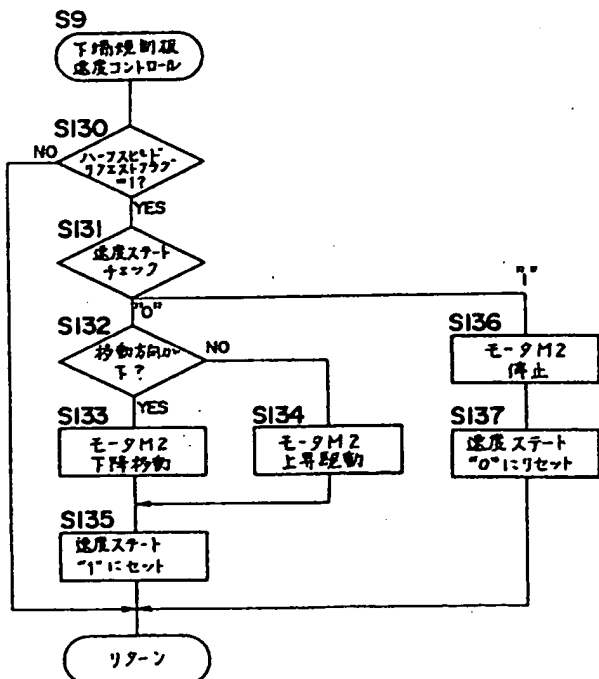 S9
下端規制板
速度コントロール
S130
ハーフスピード
リクエストフラグ
=1?
NO
YES
S131
速度ステート
チェック
"0"
"1"
S132
移動方向が
下?
NO
YES
S133
モータM2
下降移動
S134
モータM2
上昇駆動
S135
速度ステート
"1"にセット
S136
モータM2
停止
S137
速度ステート
"0"にリセット
リターン